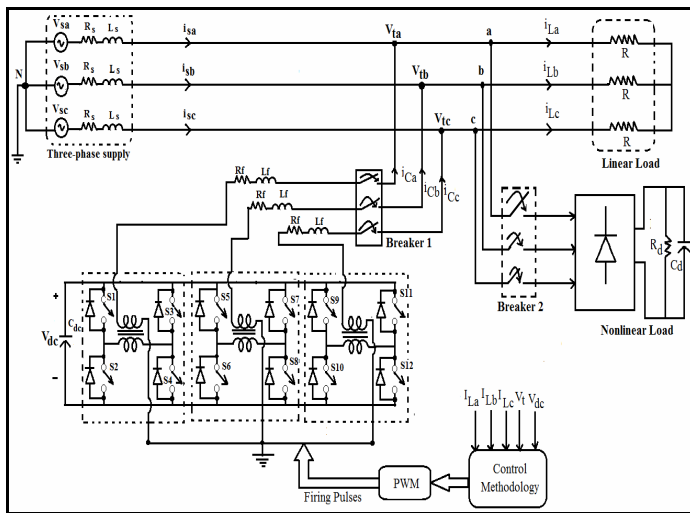 Vsa Rs Ls isa Vta a iLa R
N Vsb Rs Ls isb Vtb b iLb R
Vsc Rs Ls isc Vtc c iLc R
Three-phase supply
Linear Load
Rf Lf iCa iCb iCc
Rf Lf
Rf Lf
Breaker 1
Breaker 2
Rd Cd
Nonlinear Load
+ S1 S3 S5 S7 S9 S11
Vdc Cdc
− S2 S4 S6 S8 S10 S12
ILa ILb ILc Vt Vdc
Control
Methodology
PWM
Firing Pulses